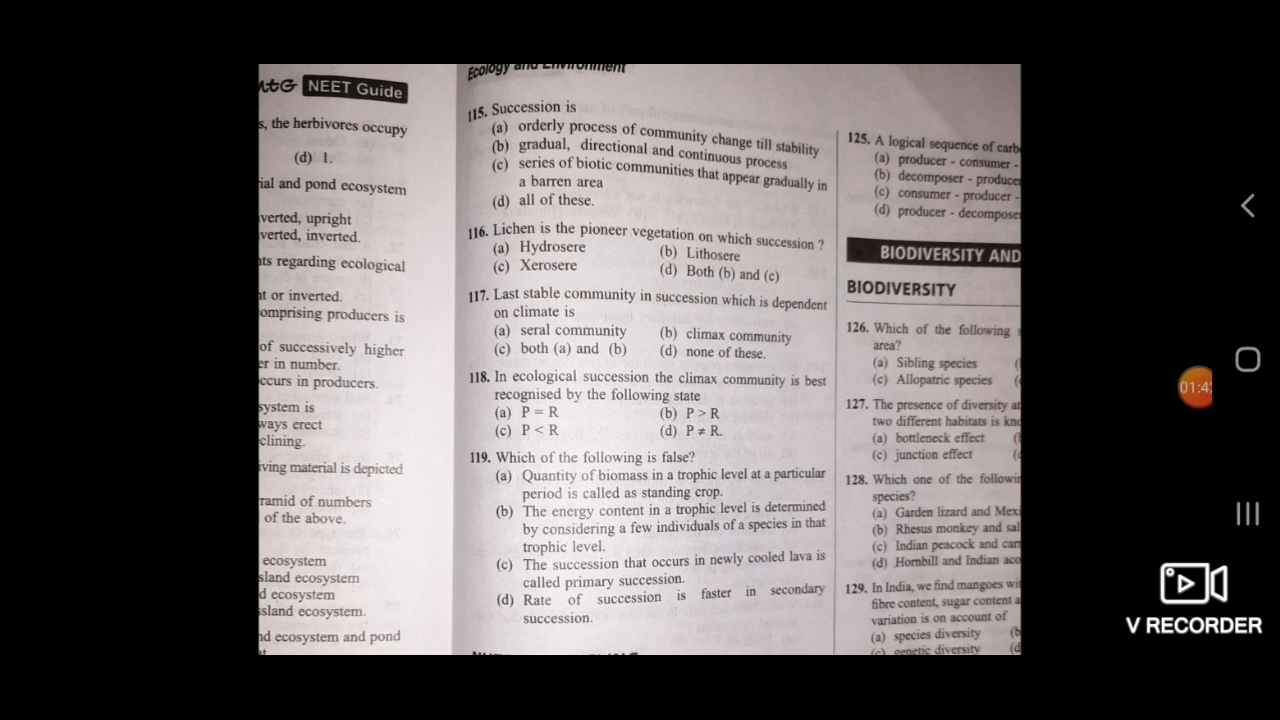 MtG NEET Guide
s, the herbivores occupy
(d) 1.
ial and pond ecosystem
verted, upright
verted, inverted.
nts regarding ecological
nt or inverted.
omprising producers is
of successively higher
er in number.
ccurs in producers.
system is
ways erect
clining.
iving material is depicted
ramid of numbers
of the above.
ecosystem
sland ecosystem
d ecosystem
ssland ecosystem.
nd ecosystem and pond
Ecology and Environment
115. Succession is
(a) orderly process of community change till stability
(b) gradual, directional and continuous process
(c) series of biotic communities that appear gradually in
a barren area
(d) all of these.
116. Lichen is the pioneer vegetation on which succession ?
(a) Hydrosere (b) Lithosere
(c) Xerosere (d) Both (b) and (c)
117. Last stable community in succession which is dependent
on climate is
(a) seral community (b) climax community
(c) both (a) and (b) (d) none of these.
118. In ecological succession the climax community is best
recognised by the following state
(a) P = R (b) P > R
(c) P < R (d) P ≠ R.
119. Which of the following is false?
(a) Quantity of biomass in a trophic level at a particular
period is called as standing crop.
(b) The energy content in a trophic level is determined
by considering a few individuals of a species in that
trophic level.
(c) The succession that occurs in newly cooled lava is
called primary succession.
(d) Rate of succession is faster in secondary
succession.
125. A logical sequence of carb
(a) producer - consumer -
(b) decomposer - producer
(c) consumer - producer -
(d) producer - decompose
BIODIVERSITY AND
BIODIVERSITY
126. Which of the following s
area?
(a) Sibling species (
(c) Allopatric species (
127. The presence of diversity at
two different habitats is kno
(a) bottleneck effect (
(c) junction effect (
128. Which one of the followin
species?
(a) Garden lizard and Mexi
(b) Rhesus monkey and sal
(c) Indian peacock and carr
(d) Hornbill and Indian aco
129. In India, we find mangoes wi
fibre content, sugar content a
variation is on account of
(a) species diversity (b
(c) genetic diversity (d
01:42
V RECORDER